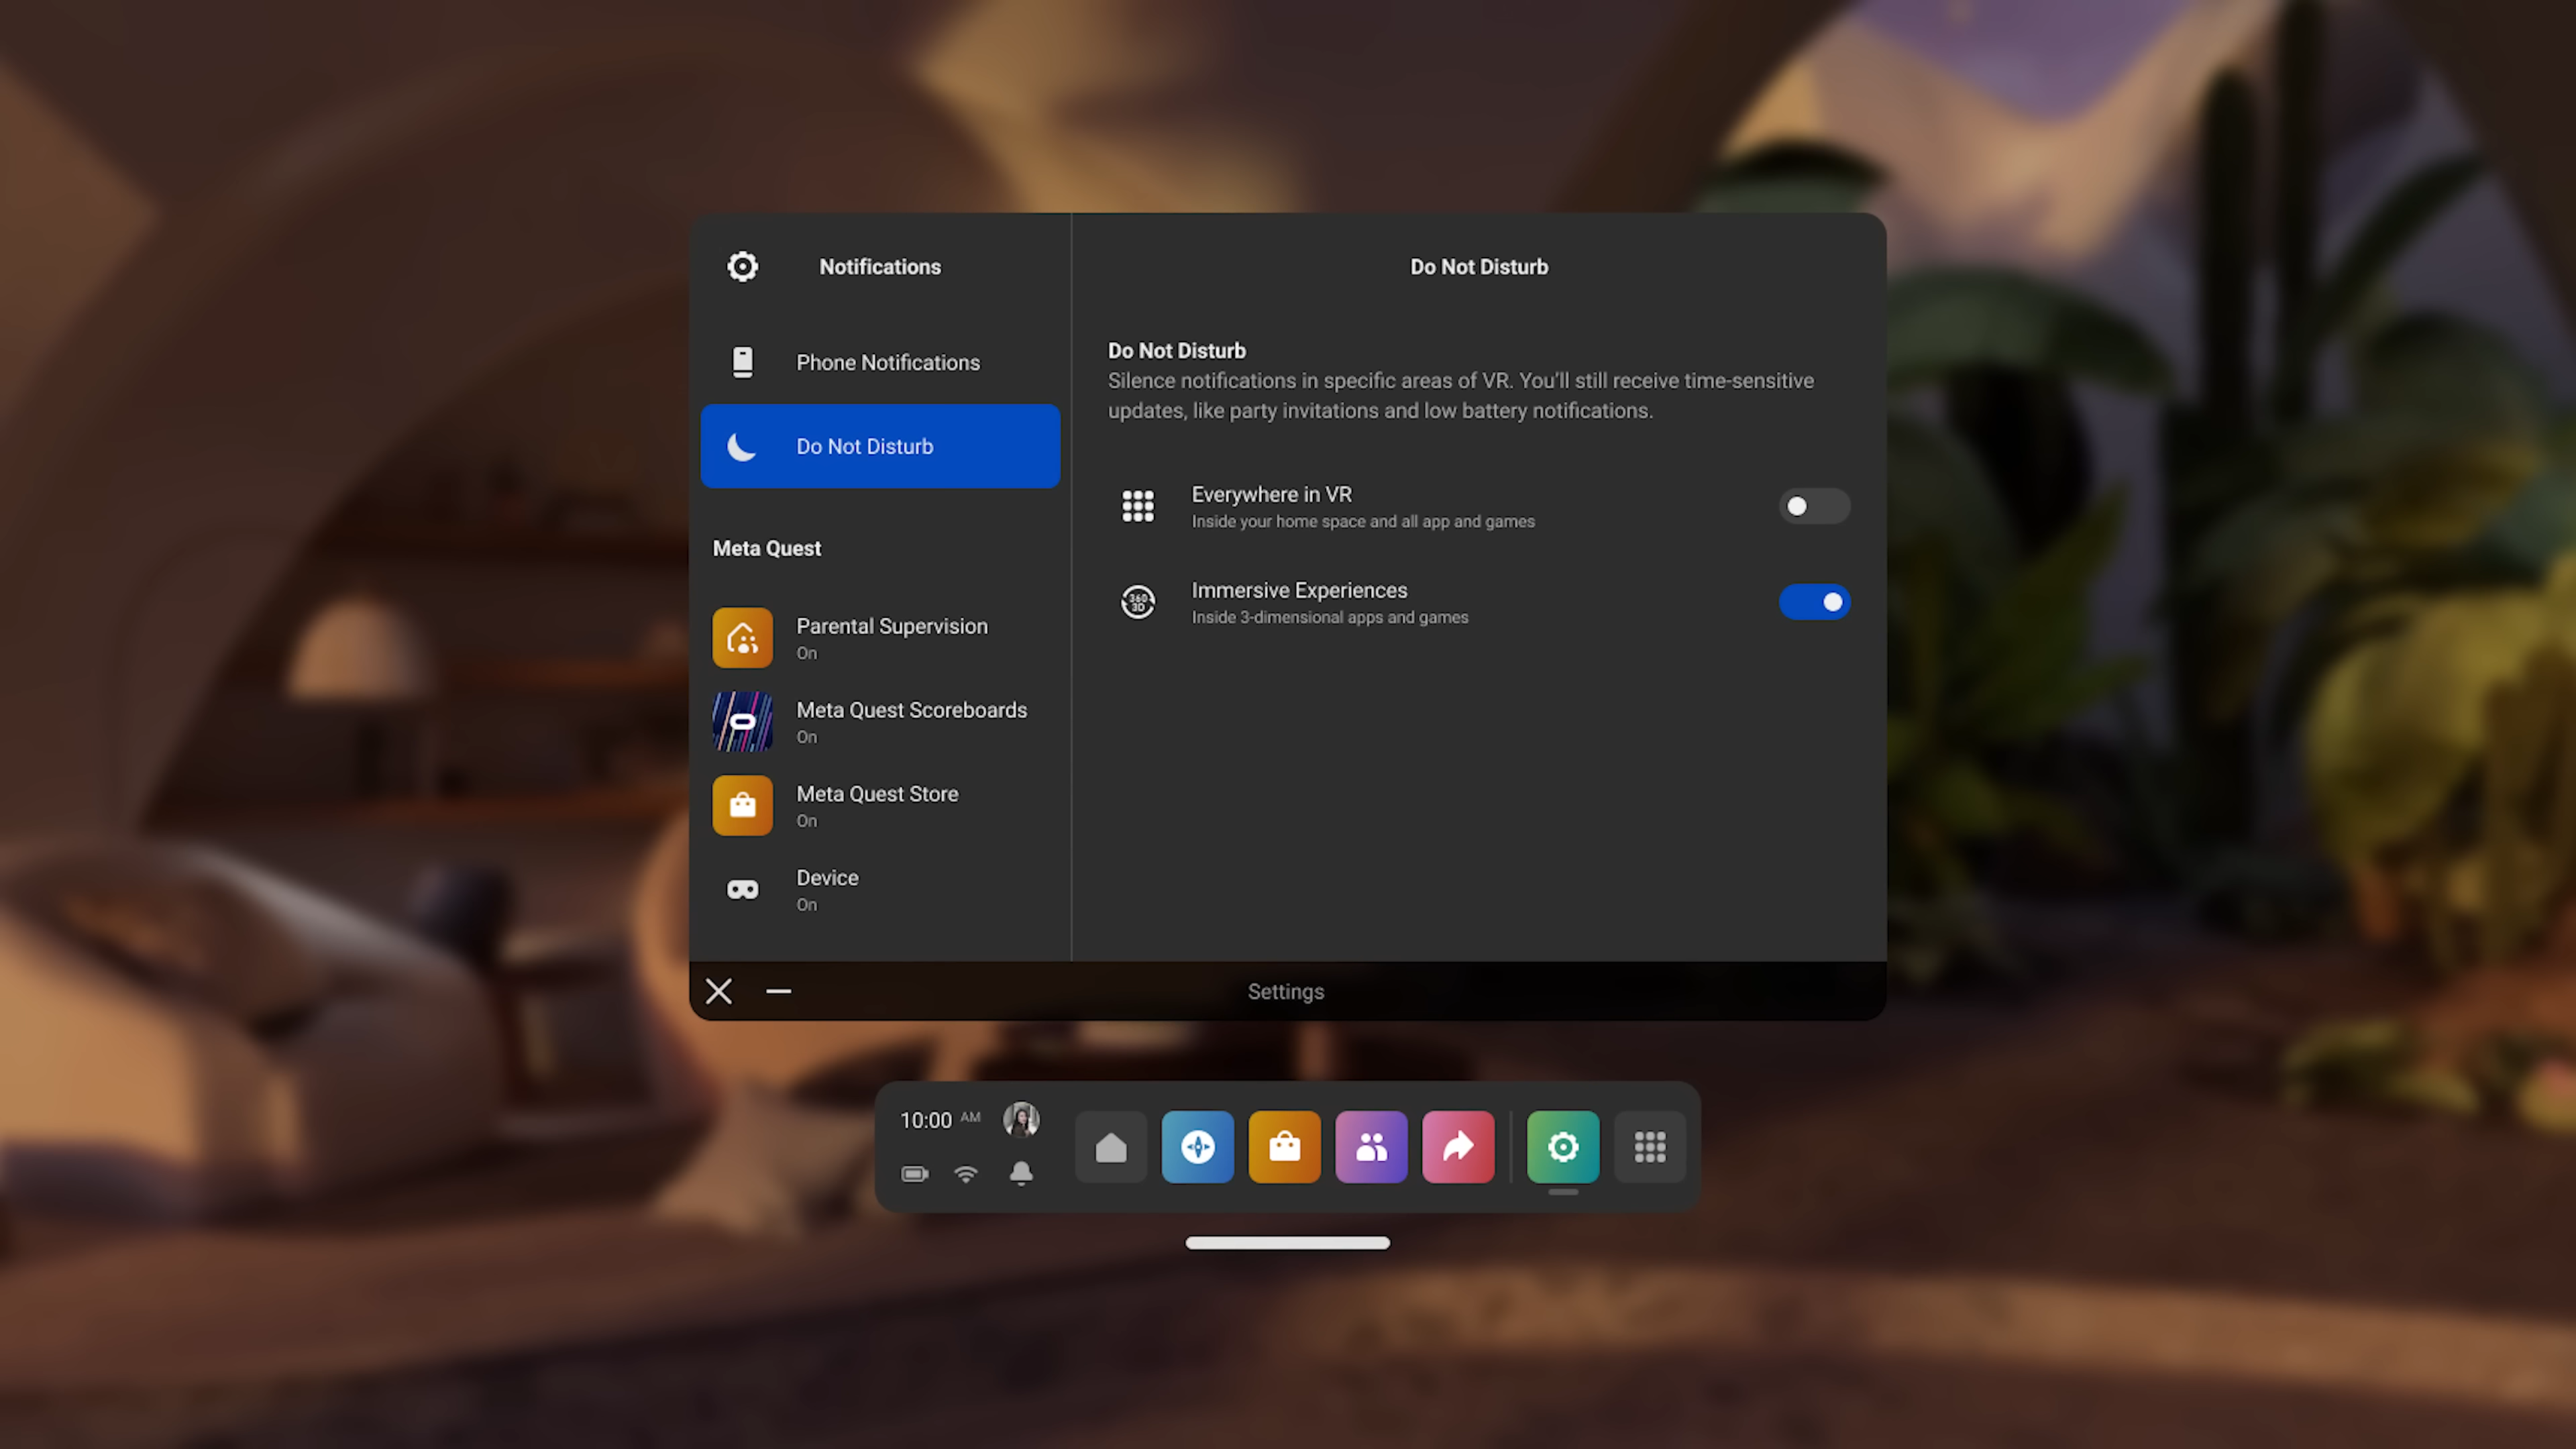 Notifications
Phone Notifications
Do Not Disturb
Meta Quest
Parental Supervision
On
Meta Quest Scoreboards
On
Meta Quest Store
On
Device
On
Do Not Disturb
Do Not Disturb
Silence notifications in specific areas of VR. You'll still receive time-sensitive
updates, like party invitations and low battery notifications.
Everywhere in VR
Inside your home space and all app and games
360
3D
Immersive Experiences
Inside 3-dimensional apps and games
Settings
10:00 AM